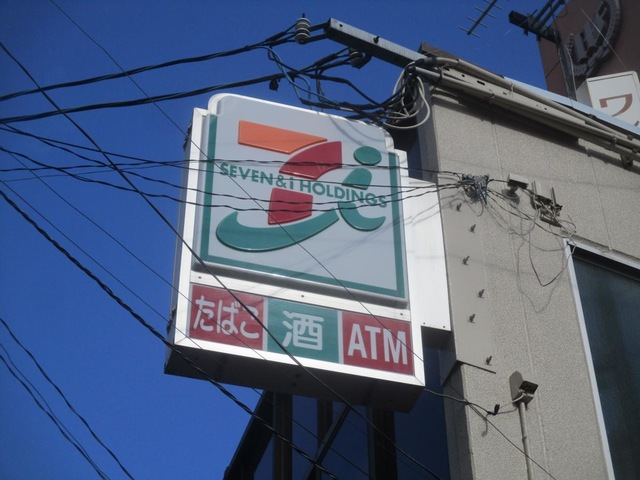 SEVEN & i HOLDINGS
たばこ 酒 ATM